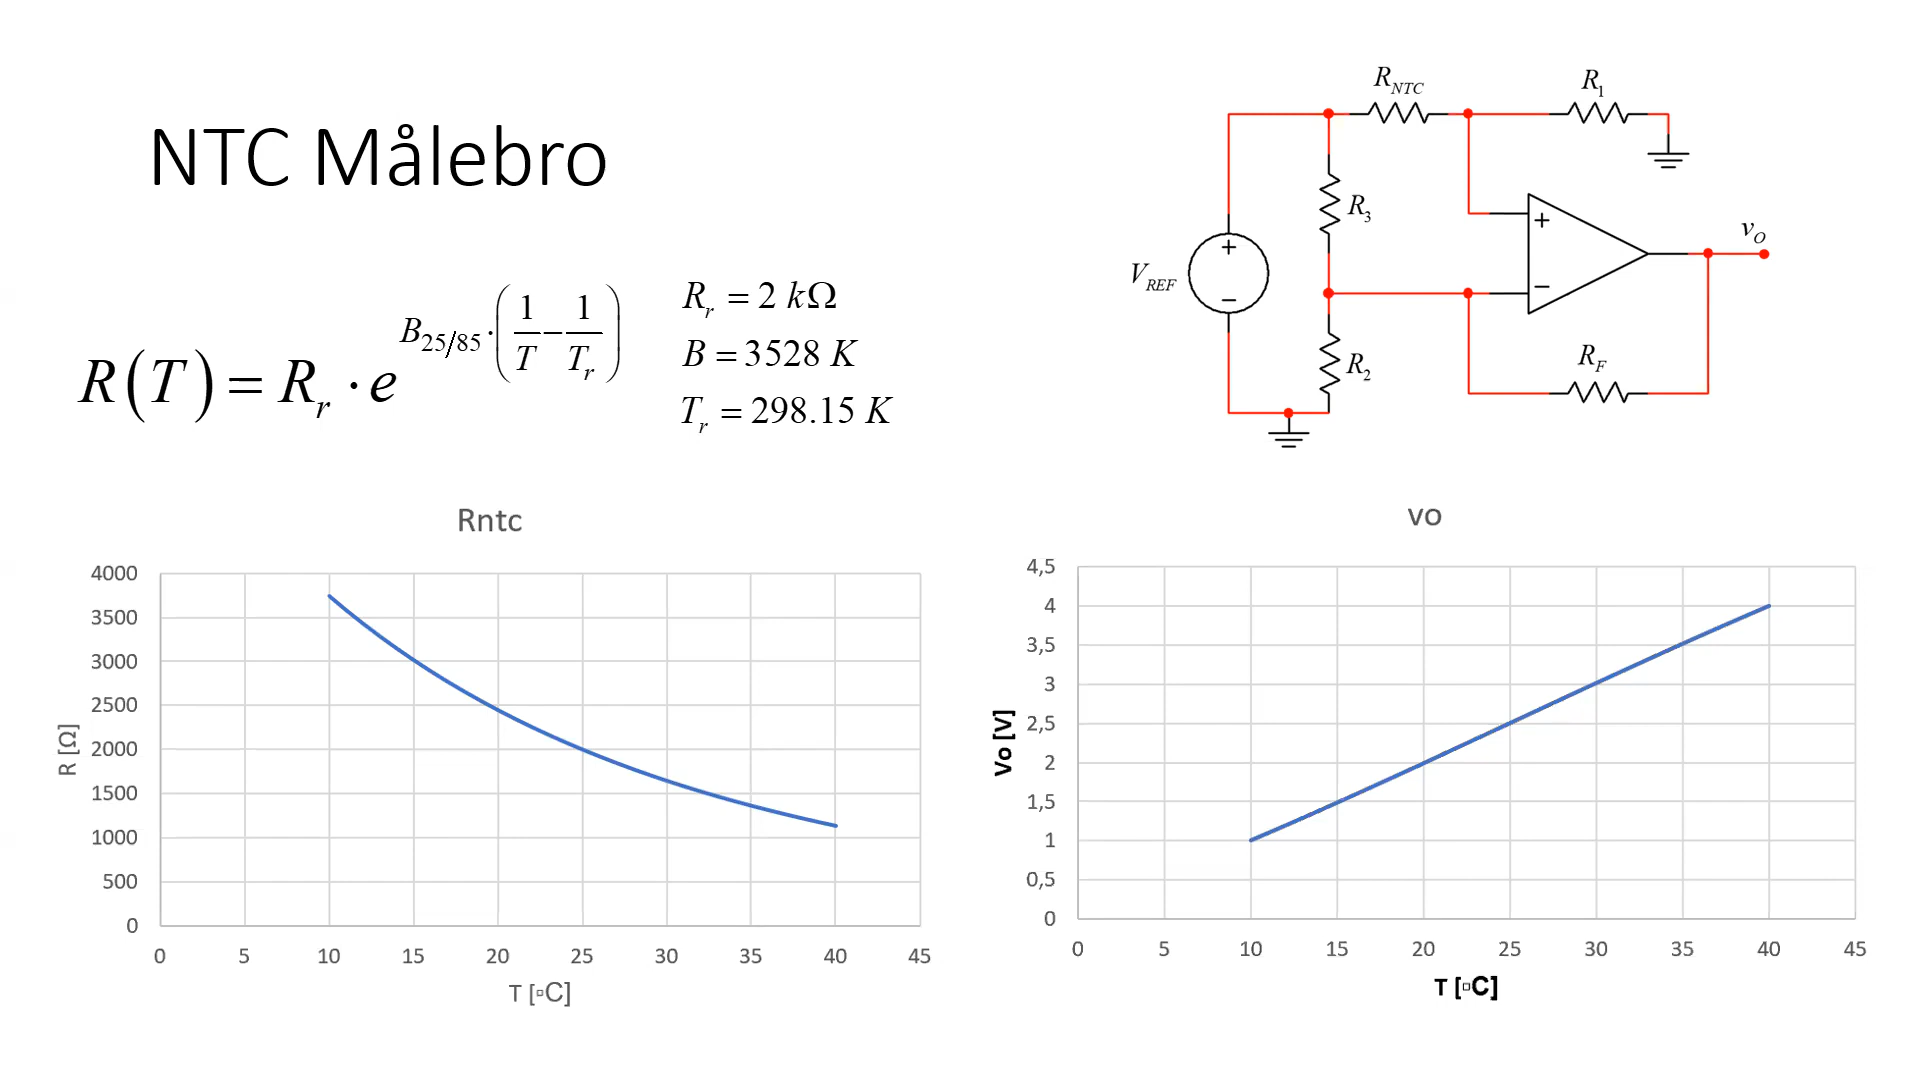 NTC Målebro
R(T) = R_r · e^(B_25/85 · (1/T − 1/T_r))
R_r = 2 kΩ
B = 3528 K
T_r = 298.15 K
R_NTC
R_1
R_3
+
v_O
V_REF
+
−
−
R_2
R_F
Rntc
4000
3500
3000
2500
2000
1500
1000
500
0
R [Ω]
0 5 10 15 20 25 30 35 40 45
T [▫C]
vo
4,5
4
3,5
3
2,5
2
1,5
1
0,5
0
Vo [V]
0 5 10 15 20 25 30 35 40 45
T [▫C]